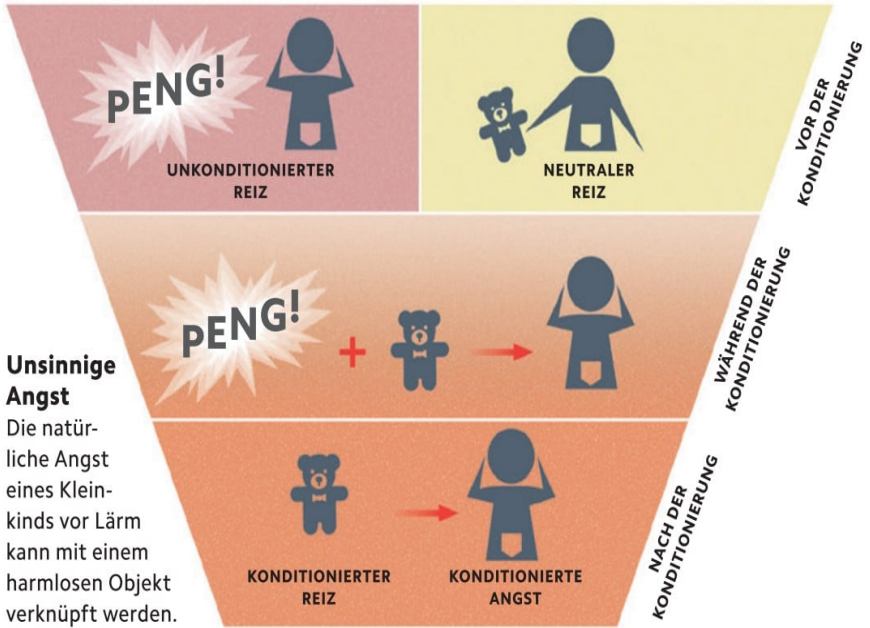 PENG!
UNKONDITIONIERTER
REIZ
NEUTRALER
REIZ
VOR DER
KONDITIONIERUNG
PENG!
WÄHREND DER
KONDITIONIERUNG
Unsinnige
Angst
Die natür-
liche Angst
eines Klein-
kinds vor Lärm
kann mit einem
harmlosen Objekt
verknüpft werden.
KONDITIONIERTER
REIZ
KONDITIONIERTE
ANGST
NACH DER
KONDITIONIERUNG